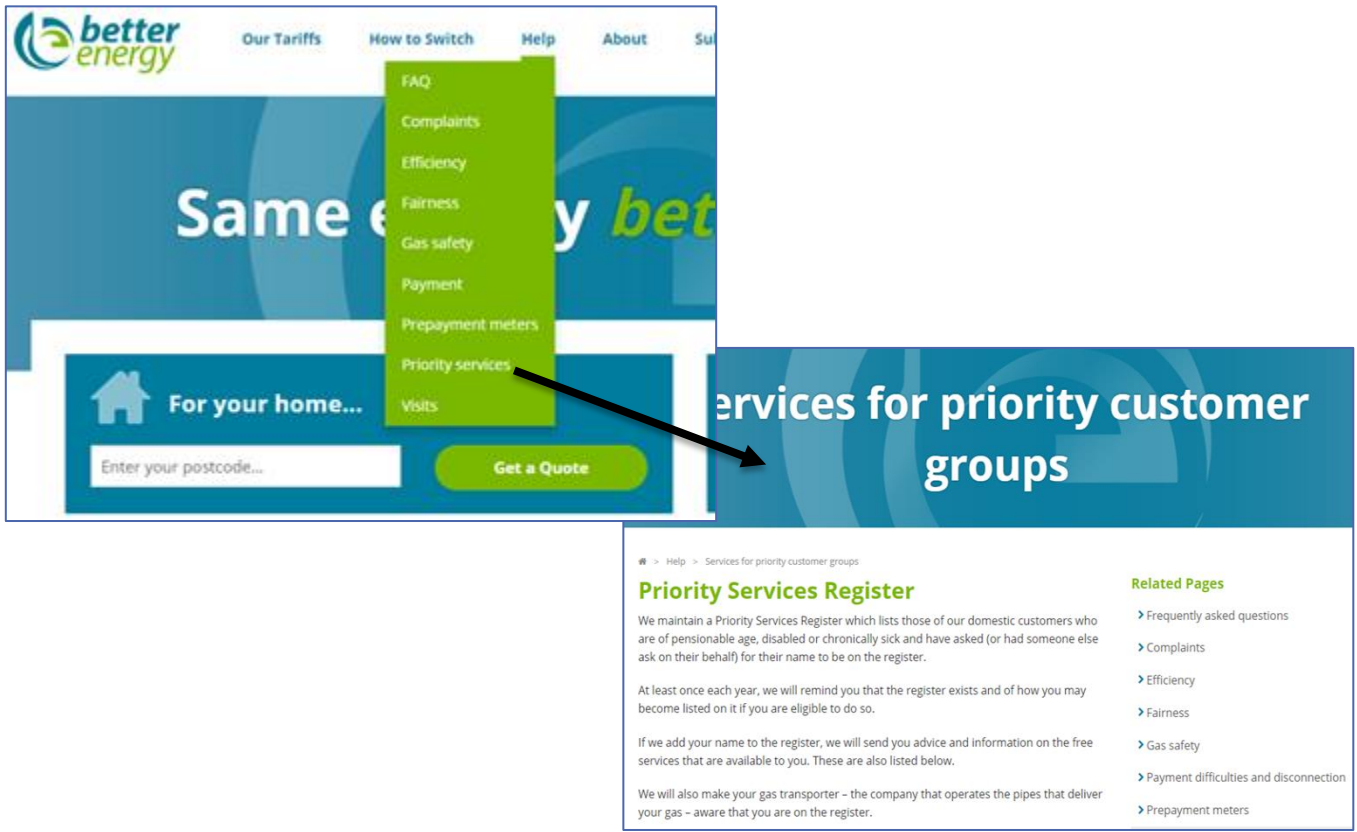 better
energy
Our Tariffs
How to Switch
Help
About
FAQ
Complaints
Efficiency
Fairness
Gas safety
Payment
Prepayment meters
Priority services
Visits
Same
For your home...
Enter your postcode...
Get a Quote
ervices for priority customer
groups
> Help > Services for priority customer groups
Priority Services Register
We maintain a Priority Services Register which lists those of our domestic customers who
are of pensionable age, disabled or chronically sick and have asked (or had someone else
ask on their behalf) for their name to be on the register.
At least once each year, we will remind you that the register exists and of how you may
become listed on it if you are eligible to do so.
If we add your name to the register, we will send you advice and information on the free
services that are available to you. These are also listed below.
We will also make your gas transporter – the company that operates the pipes that deliver
your gas – aware that you are on the register.
Related Pages
Frequently asked questions
Complaints
Efficiency
Fairness
Gas safety
Payment difficulties and disconnection
Prepayment meters